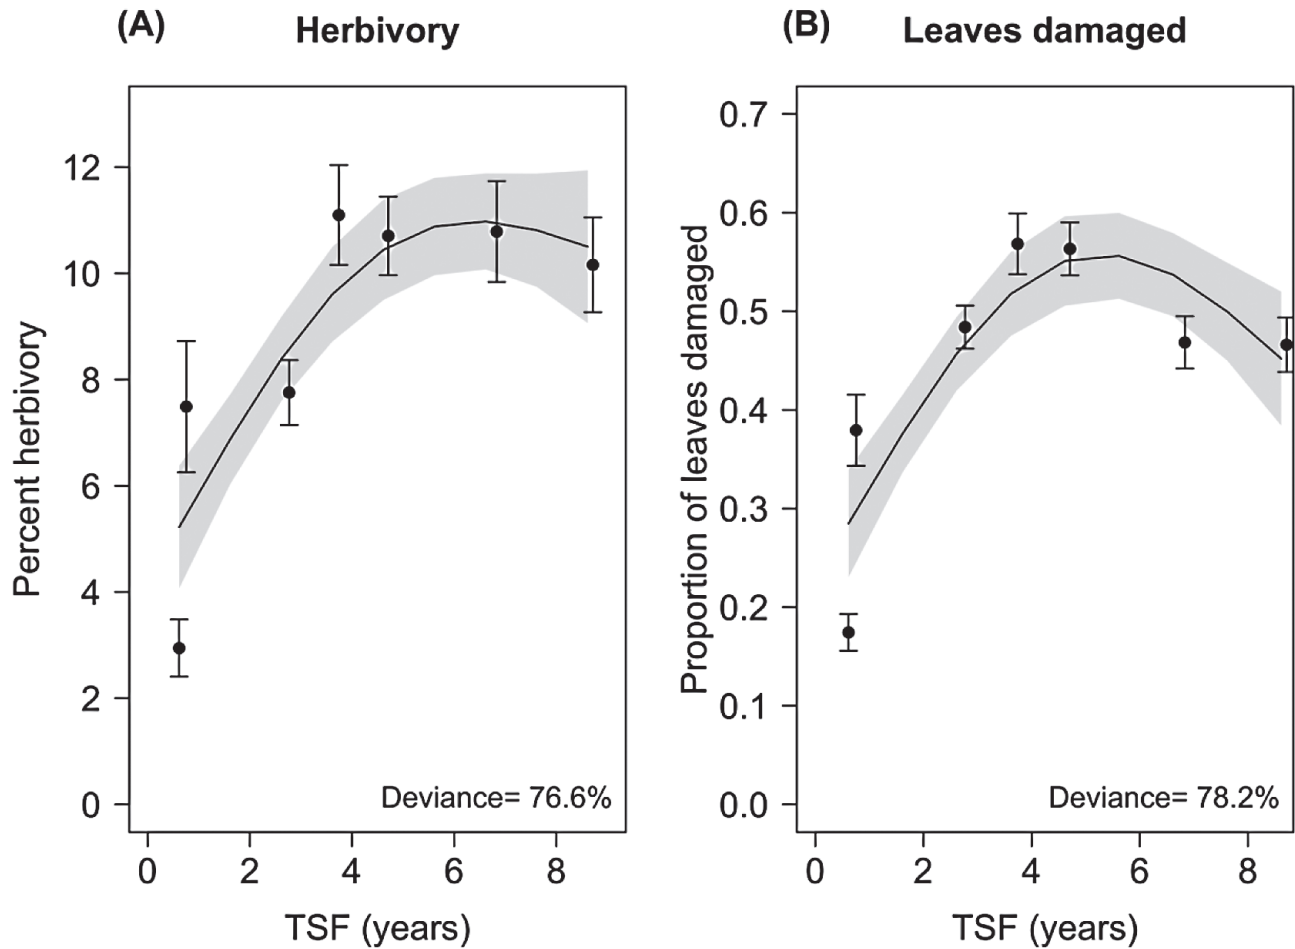 (A) Herbivory
Percent herbivory
12
10
8
6
4
2
0
Deviance= 76.6%
0 2 4 6 8
TSF (years)
(B) Leaves damaged
Proportion of leaves damaged
0.7
0.6
0.5
0.4
0.3
0.2
0.1
0.0
Deviance= 78.2%
0 2 4 6 8
TSF (years)